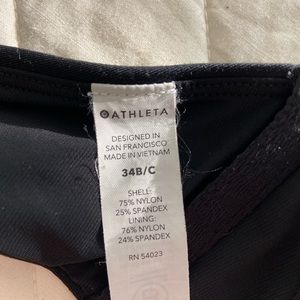 ATHLETA
DESIGNED IN
SAN FRANCISCO
MADE IN VIETNAM
34B/C
SHELL:
75% NYLON
25% SPANDEX
LINING:
76% NYLON
24% SPANDEX
RN 54023